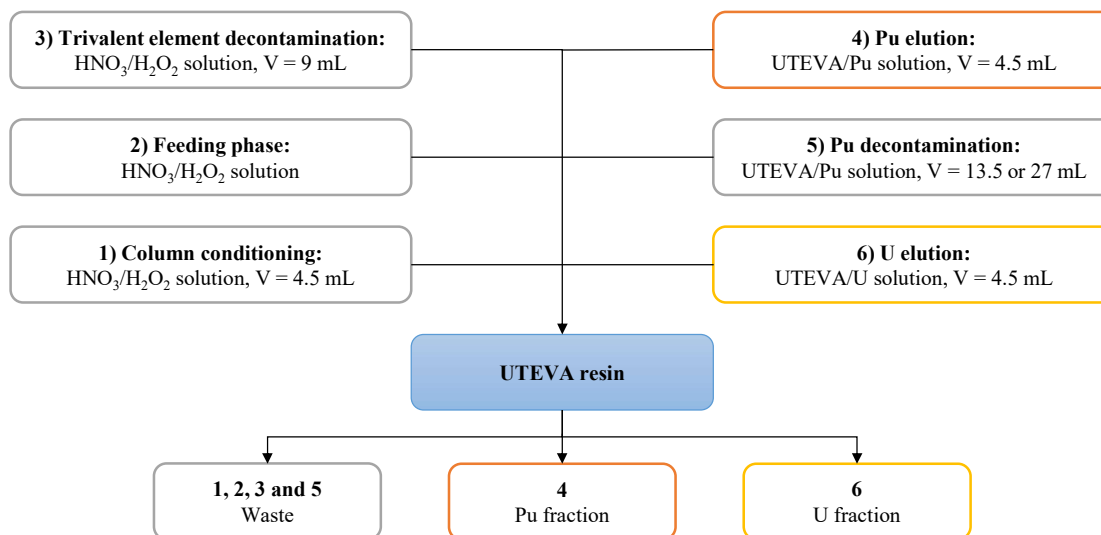 3) Trivalent element decontamination:
HNO₃/H₂O₂ solution, V = 9 mL
4) Pu elution:
UTEVA/Pu solution, V = 4.5 mL
2) Feeding phase:
HNO₃/H₂O₂ solution
5) Pu decontamination:
UTEVA/Pu solution, V = 13.5 or 27 mL
1) Column conditioning:
HNO₃/H₂O₂ solution, V = 4.5 mL
6) U elution:
UTEVA/U solution, V = 4.5 mL
UTEVA resin
1, 2, 3 and 5
Waste
4
Pu fraction
6
U fraction